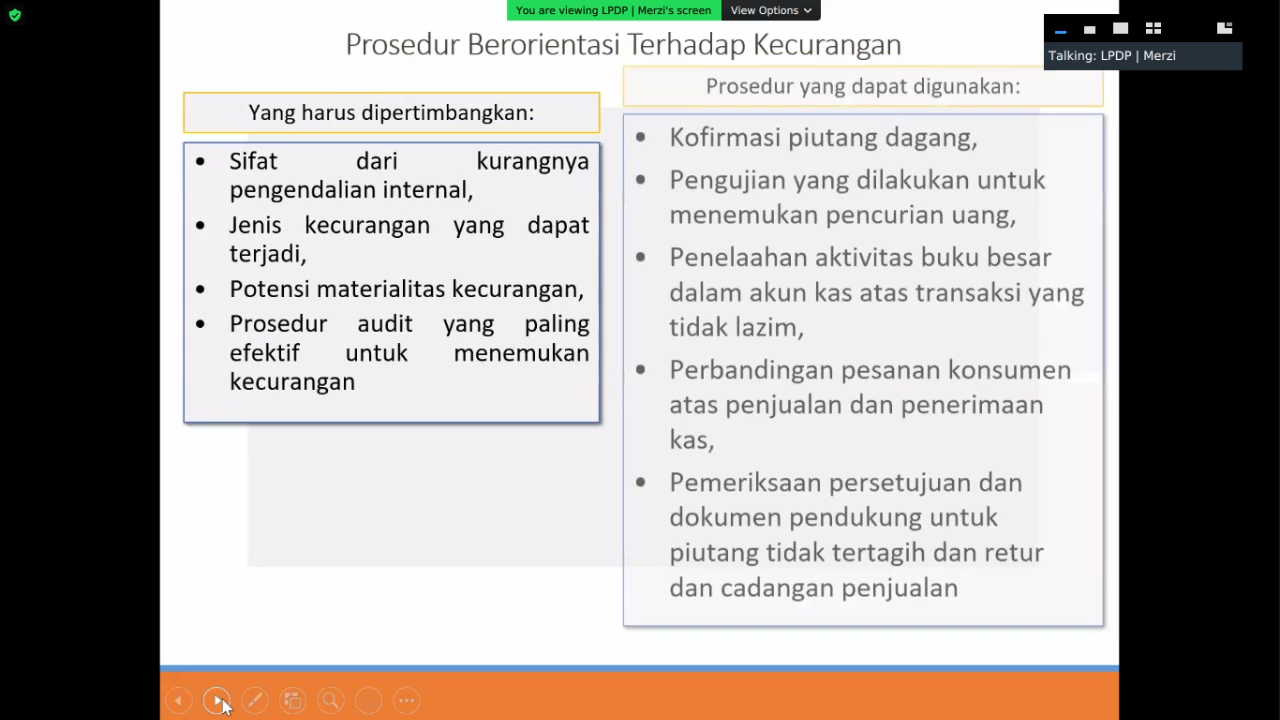 You are viewing LPDP | Merzi's screen
View Options
Talking: LPDP | Merzi
Prosedur Berorientasi Terhadap Kecurangan
Yang harus dipertimbangkan:
• Sifat dari kurangnya
pengendalian internal,
• Jenis kecurangan yang dapat
terjadi,
• Potensi materialitas kecurangan,
• Prosedur audit yang paling
efektif untuk menemukan
kecurangan
Prosedur yang dapat digunakan:
• Kofirmasi piutang dagang,
• Pengujian yang dilakukan untuk
menemukan pencurian uang,
• Penelaahan aktivitas buku besar
dalam akun kas atas transaksi yang
tidak lazim,
• Perbandingan pesanan konsumen
atas penjualan dan penerimaan
kas,
• Pemeriksaan persetujuan dan
dokumen pendukung untuk
piutang tidak tertagih dan retur
dan cadangan penjualan